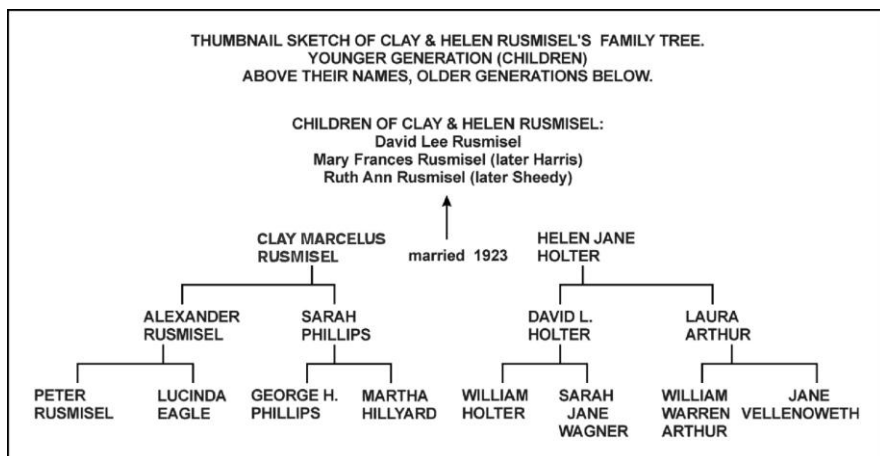 THUMBNAIL SKETCH OF CLAY & HELEN RUSMISEL'S FAMILY TREE.
YOUNGER GENERATION (CHILDREN)
ABOVE THEIR NAMES, OLDER GENERATIONS BELOW.
CHILDREN OF CLAY & HELEN RUSMISEL:
David Lee Rusmisel
Mary Frances Rusmisel (later Harris)
Ruth Ann Rusmisel (later Sheedy)
CLAY MARCELUS
RUSMISEL
married 1923
HELEN JANE
HOLTER
ALEXANDER
RUSMISEL
SARAH
PHILLIPS
DAVID L.
HOLTER
LAURA
ARTHUR
PETER
RUSMISEL
LUCINDA
EAGLE
GEORGE H.
PHILLIPS
MARTHA
HILLYARD
WILLIAM
HOLTER
SARAH
JANE
WAGNER
WILLIAM
WARREN
ARTHUR
JANE
VELLENOWETH